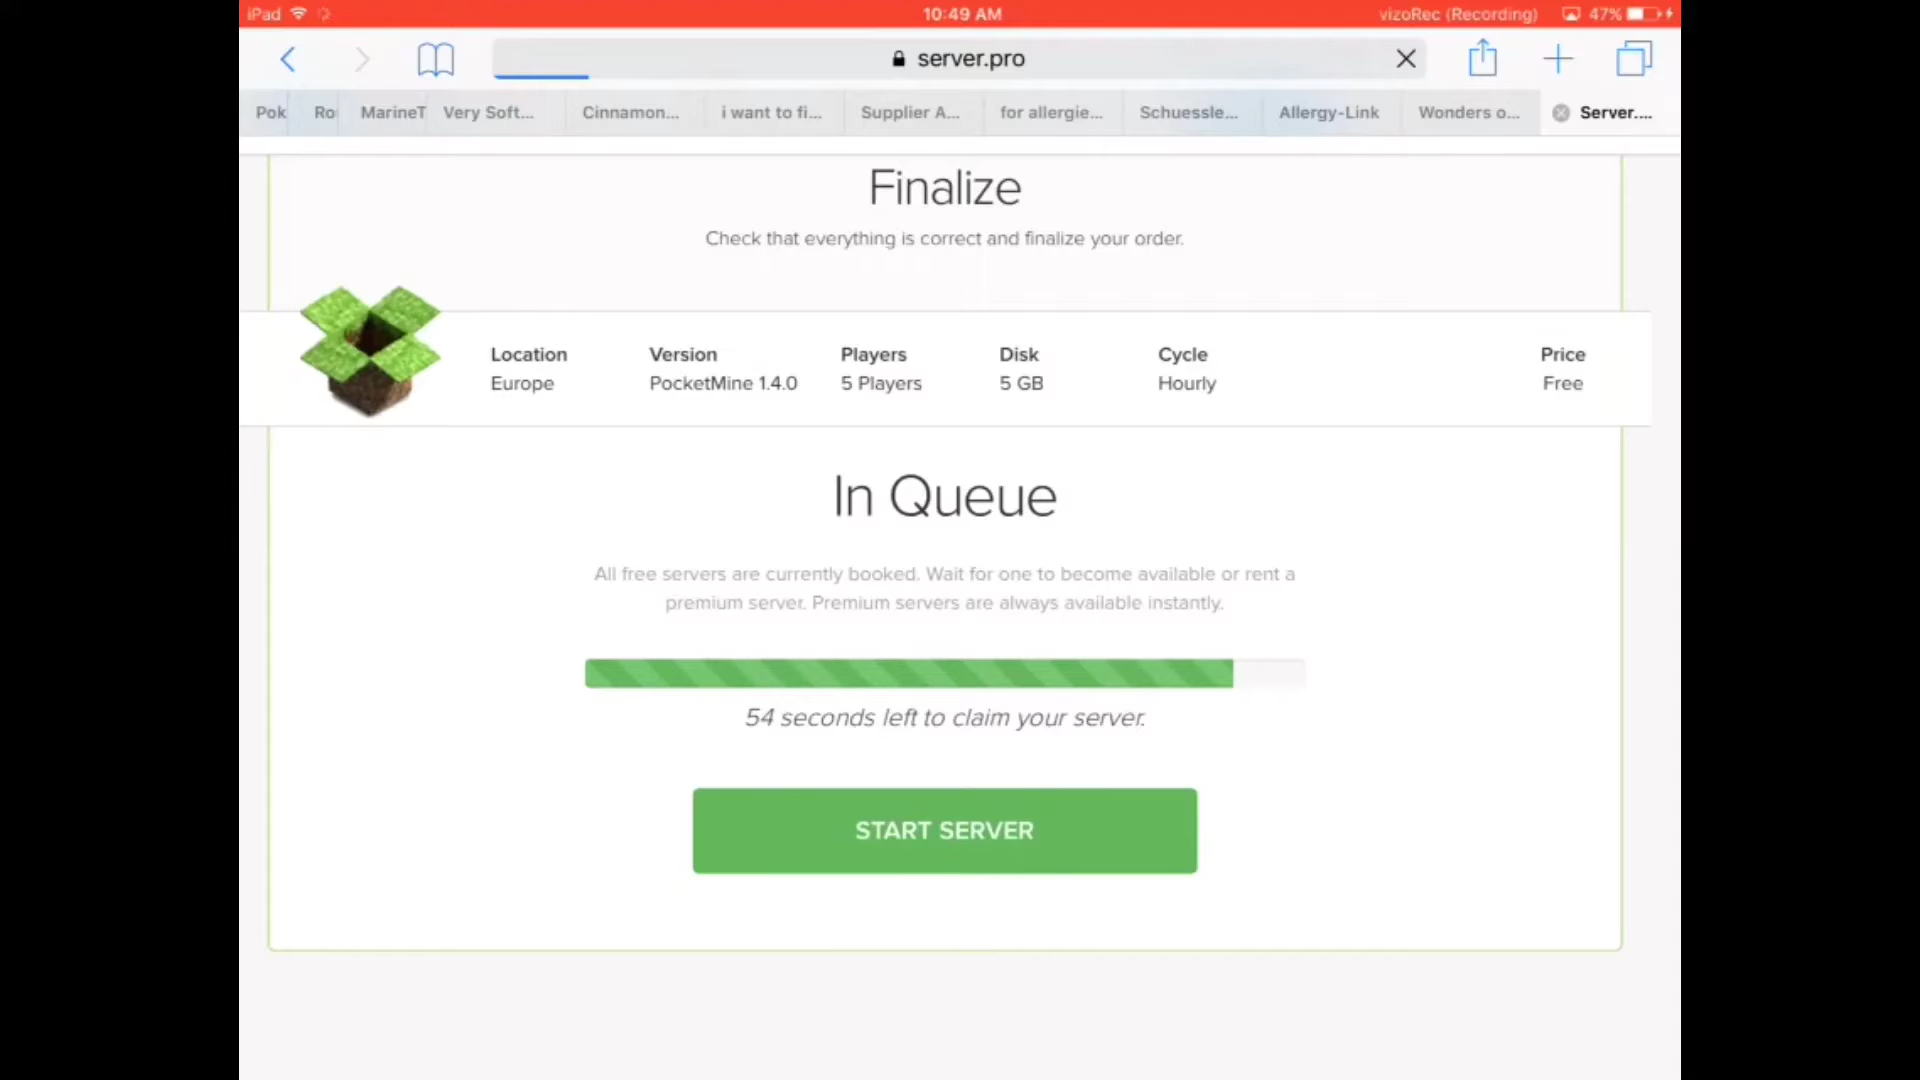 iPad 10:49 AM vizoRec (Recording) 47%
server.pro
Pok Ro MarineT Very Soft... Cinnamon... i want to fi... Supplier A... for allergie... Schuessle... Allergy-Link Wonders o... Server....
Finalize
Check that everything is correct and finalize your order.
Location Version Players Disk Cycle Price
Europe PocketMine 1.4.0 5 Players 5 GB Hourly Free
In Queue
All free servers are currently booked. Wait for one to become available or rent a
premium server. Premium servers are always available instantly.
54 seconds left to claim your server.
START SERVER